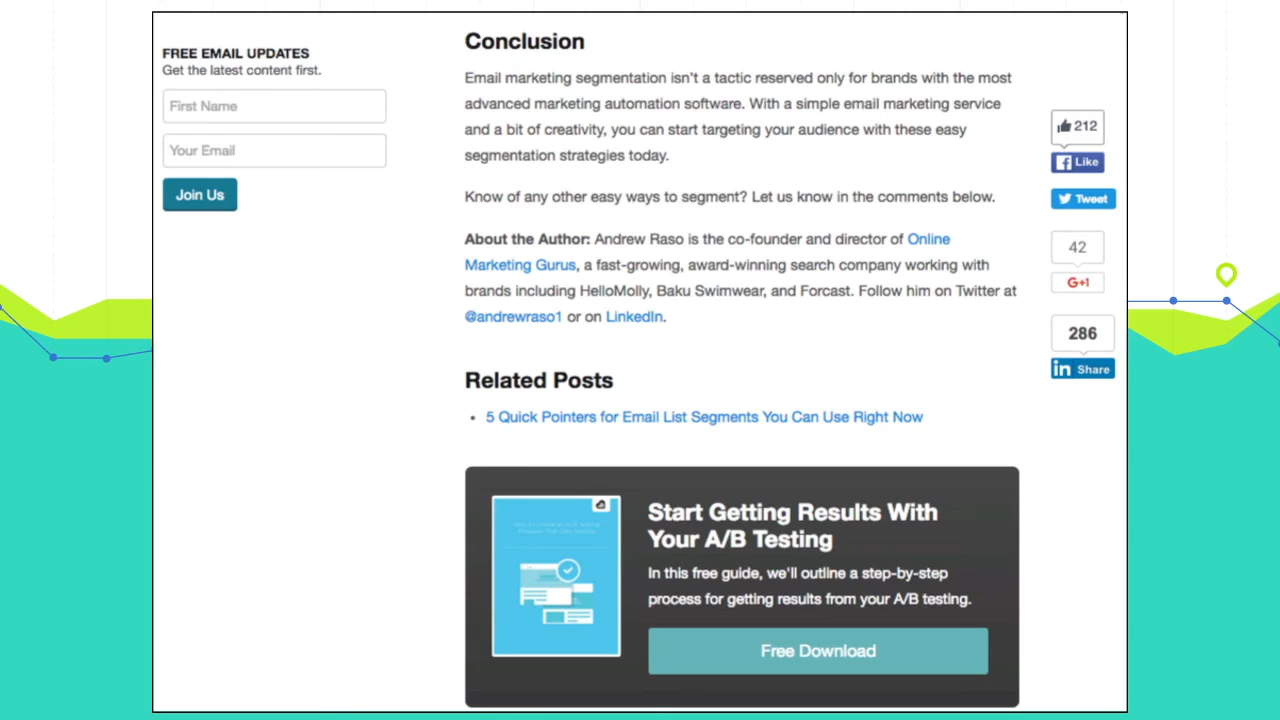 FREE EMAIL UPDATES
Get the latest content first.
First Name
Your Email
Join Us
Conclusion
Email marketing segmentation isn't a tactic reserved only for brands with the most
advanced marketing automation software. With a simple email marketing service
and a bit of creativity, you can start targeting your audience with these easy
segmentation strategies today.
Know of any other easy ways to segment? Let us know in the comments below.
About the Author: Andrew Raso is the co-founder and director of Online
Marketing Gurus, a fast-growing, award-winning search company working with
brands including HelloMolly, Baku Swimwear, and Forcast. Follow him on Twitter at
@andrewraso1 or on LinkedIn.
Related Posts
• 5 Quick Pointers for Email List Segments You Can Use Right Now
Start Getting Results With
Your A/B Testing
In this free guide, we'll outline a step-by-step
process for getting results from your A/B testing.
Free Download
212
Like
Tweet
42
G+1
286
in Share